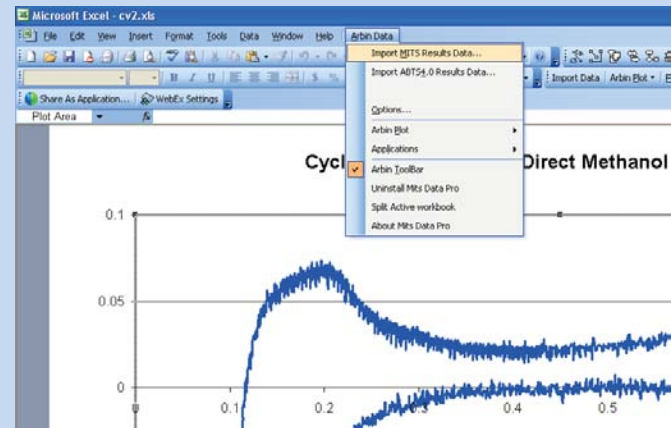 Microsoft Excel - cv2.xls
File Edit View Insert Format Tools Data Window Help Arbin Data
Import MITS Results Data...
Import ABTS4.0 Results Data...
Import Data Arbin Plot
Share As Application... WebEx Settings
Options...
Plot Area fx
Arbin Plot
Applications
Arbin ToolBar
Uninstall Mits Data Pro
Split Active workbook
About Mits Data Pro
Cycl Direct Methanol
0.1
0.05
0
0 0.1 0.2 0.3 0.4 0.5